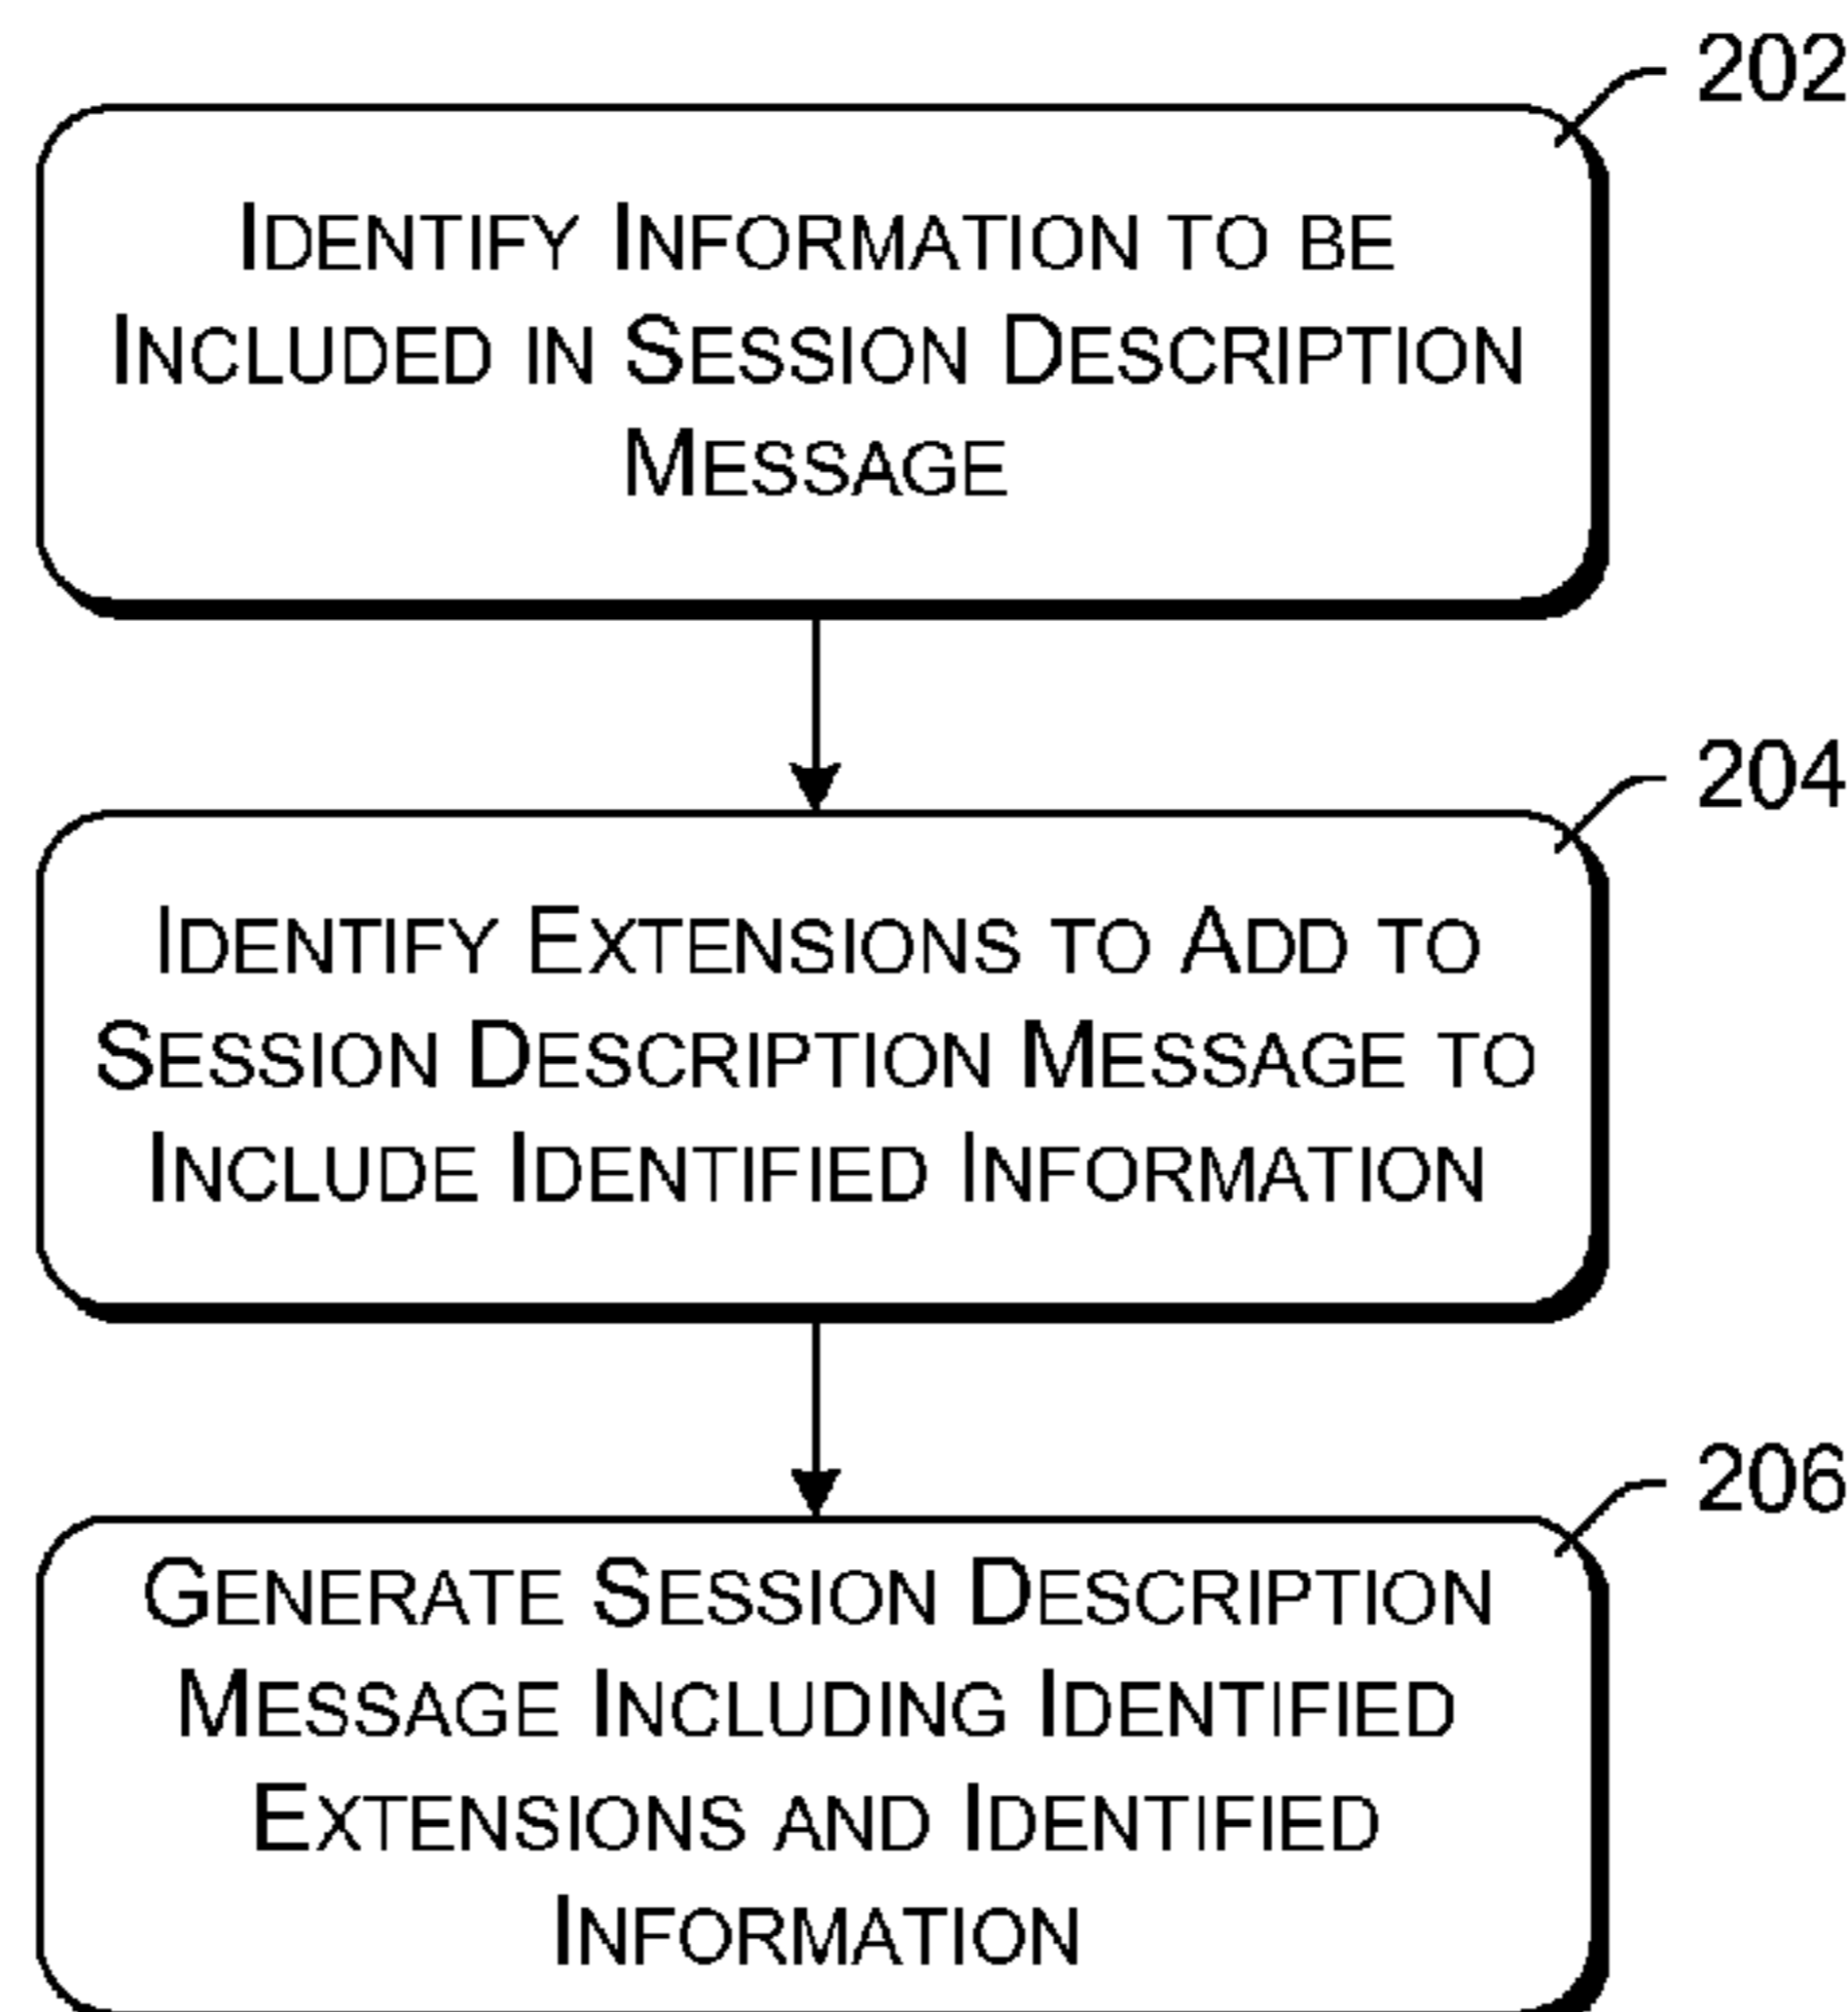 202
IDENTIFY INFORMATION TO BE
INCLUDED IN SESSION DESCRIPTION
MESSAGE
204
IDENTIFY EXTENSIONS TO ADD TO
SESSION DESCRIPTION MESSAGE TO
INCLUDE IDENTIFIED INFORMATION
206
GENERATE SESSION DESCRIPTION
MESSAGE INCLUDING IDENTIFIED
EXTENSIONS AND IDENTIFIED
INFORMATION